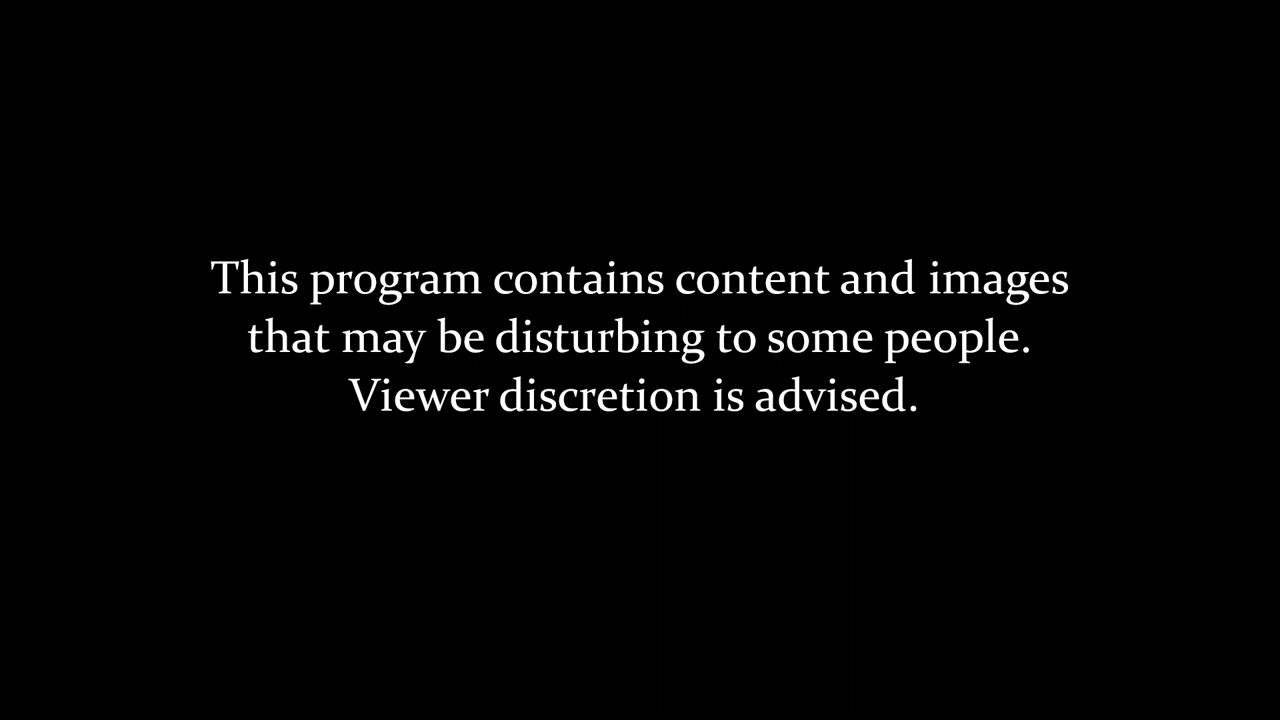 This program contains content and images
that may be disturbing to some people.
Viewer discretion is advised.